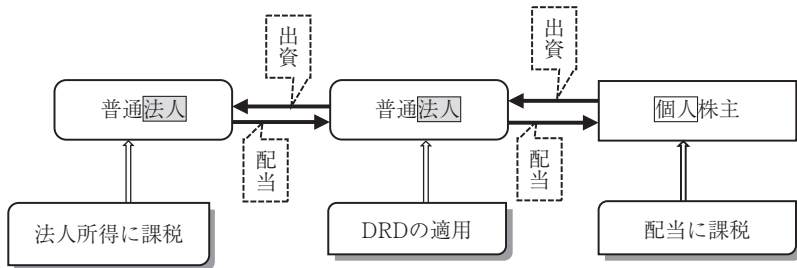 出資
出資
普通法人
普通法人
個人株主
配当
配当
法人所得に課税
DRDの適用
配当に課税